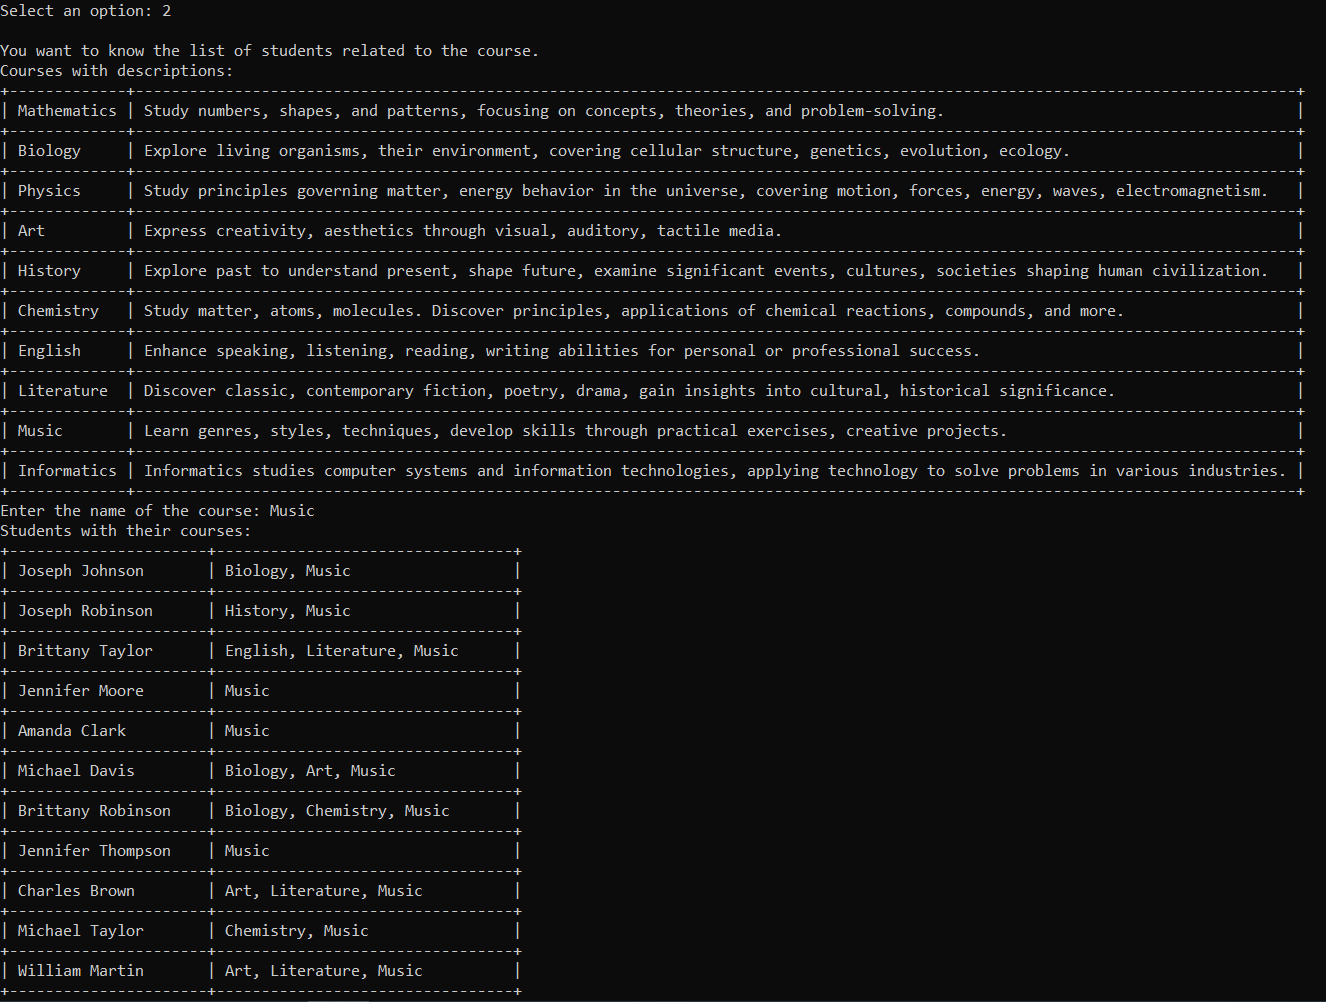 Select an option: 2
You want to know the list of students related to the course.
Courses with descriptions:
+-------------+---------------------------------------------------------------------------------------------------------------------------------+
| Mathematics | Study numbers, shapes, and patterns, focusing on concepts, theories, and problem-solving.                                       |
+-------------+---------------------------------------------------------------------------------------------------------------------------------+
| Biology     | Explore living organisms, their environment, covering cellular structure, genetics, evolution, ecology.                         |
+-------------+---------------------------------------------------------------------------------------------------------------------------------+
| Physics     | Study principles governing matter, energy behavior in the universe, covering motion, forces, energy, waves, electromagnetism.   |
+-------------+---------------------------------------------------------------------------------------------------------------------------------+
| Art         | Express creativity, aesthetics through visual, auditory, tactile media.                                                         |
+-------------+---------------------------------------------------------------------------------------------------------------------------------+
| History     | Explore past to understand present, shape future, examine significant events, cultures, societies shaping human civilization.   |
+-------------+---------------------------------------------------------------------------------------------------------------------------------+
| Chemistry   | Study matter, atoms, molecules. Discover principles, applications of chemical reactions, compounds, and more.                   |
+-------------+---------------------------------------------------------------------------------------------------------------------------------+
| English     | Enhance speaking, listening, reading, writing abilities for personal or professional success.                                   |
+-------------+---------------------------------------------------------------------------------------------------------------------------------+
| Literature  | Discover classic, contemporary fiction, poetry, drama, gain insights into cultural, historical significance.                    |
+-------------+---------------------------------------------------------------------------------------------------------------------------------+
| Music       | Learn genres, styles, techniques, develop skills through practical exercises, creative projects.                                |
+-------------+---------------------------------------------------------------------------------------------------------------------------------+
| Informatics | Informatics studies computer systems and information technologies, applying technology to solve problems in various industries. |
+-------------+---------------------------------------------------------------------------------------------------------------------------------+
Enter the name of the course: Music
Students with their courses:
+----------------------+---------------------------------+
| Joseph Johnson       | Biology, Music                  |
+----------------------+---------------------------------+
| Joseph Robinson      | History, Music                  |
+----------------------+---------------------------------+
| Brittany Taylor      | English, Literature, Music      |
+----------------------+---------------------------------+
| Jennifer Moore       | Music                           |
+----------------------+---------------------------------+
| Amanda Clark         | Music                           |
+----------------------+---------------------------------+
| Michael Davis        | Biology, Art, Music             |
+----------------------+---------------------------------+
| Brittany Robinson    | Biology, Chemistry, Music       |
+----------------------+---------------------------------+
| Jennifer Thompson    | Music                           |
+----------------------+---------------------------------+
| Charles Brown        | Art, Literature, Music          |
+----------------------+---------------------------------+
| Michael Taylor       | Chemistry, Music                |
+----------------------+---------------------------------+
| William Martin       | Art, Literature, Music          |
+----------------------+---------------------------------+